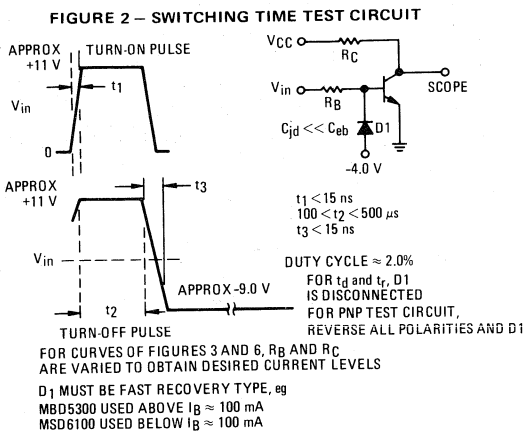 FIGURE 2 – SWITCHING TIME TEST CIRCUIT
APPROX
+11 V
TURN-ON PULSE
t1
Vin
0
APPROX
+11 V
t3
Vin
APPROX -9.0 V
t2
TURN-OFF PULSE
VCC
RC
SCOPE
Vin
RB
Cjd << Ceb
D1
-4.0 V
t1 < 15 ns
100 < t2 < 500 µs
t3 < 15 ns
DUTY CYCLE ≈ 2.0%
FOR td and tr, D1
IS DISCONNECTED
FOR PNP TEST CIRCUIT,
REVERSE ALL POLARITIES AND D1
FOR CURVES OF FIGURES 3 AND 6, RB AND RC
ARE VARIED TO OBTAIN DESIRED CURRENT LEVELS
D1 MUST BE FAST RECOVERY TYPE, eg
MBD5300 USED ABOVE IB ≈ 100 mA
MSD6100 USED BELOW IB ≈ 100 mA